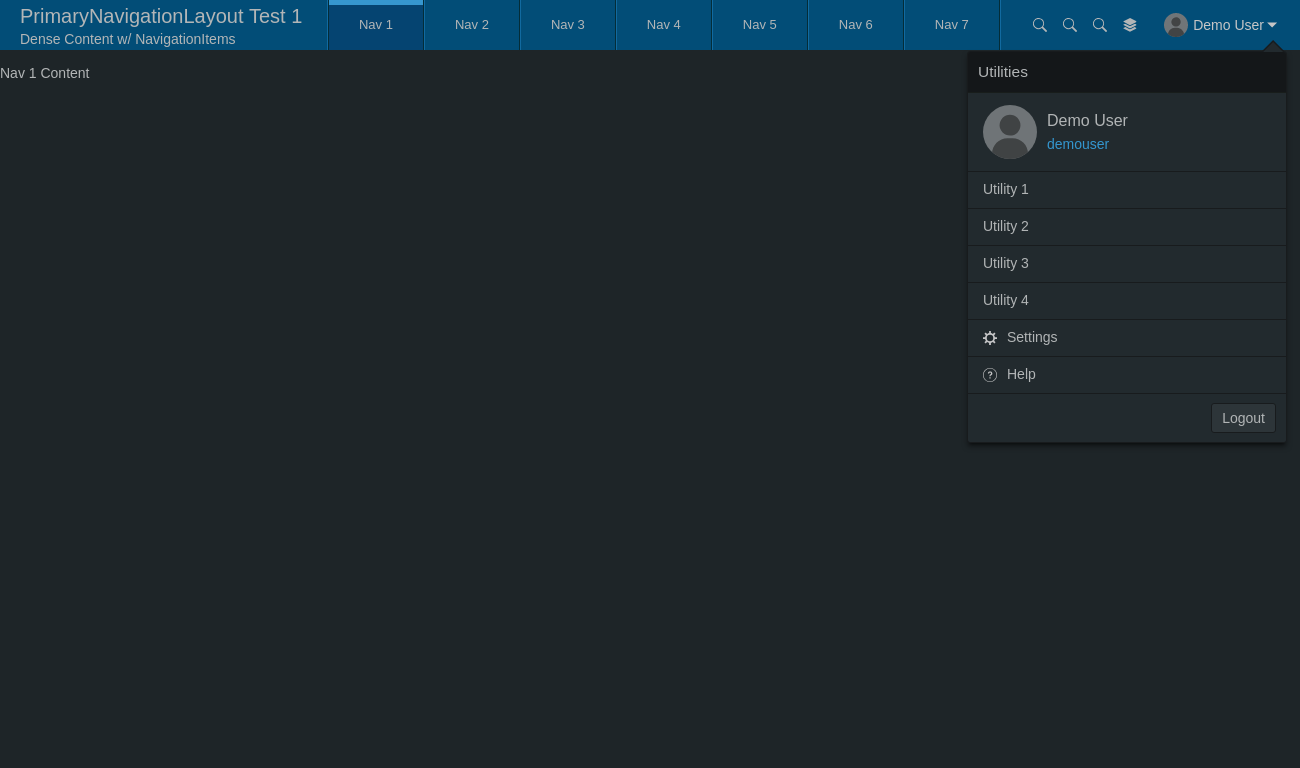 PrimaryNavigationLayout Test 1
Dense Content w/ NavigationItems
Nav 1
Nav 2
Nav 3
Nav 4
Nav 5
Nav 6
Nav 7
Demo User
Nav 1 Content
Utilities
Demo User
demouser
Utility 1
Utility 2
Utility 3
Utility 4
Settings
Help
Logout